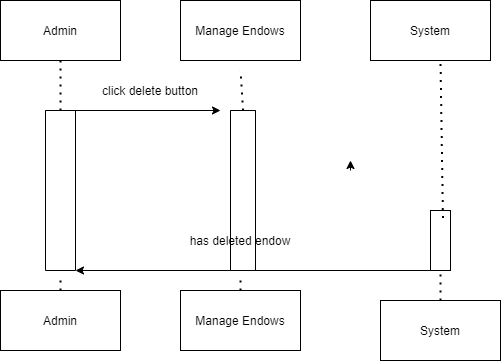 Admin
Manage Endows
System
click delete button
has deleted endow
Admin
Manage Endows
System